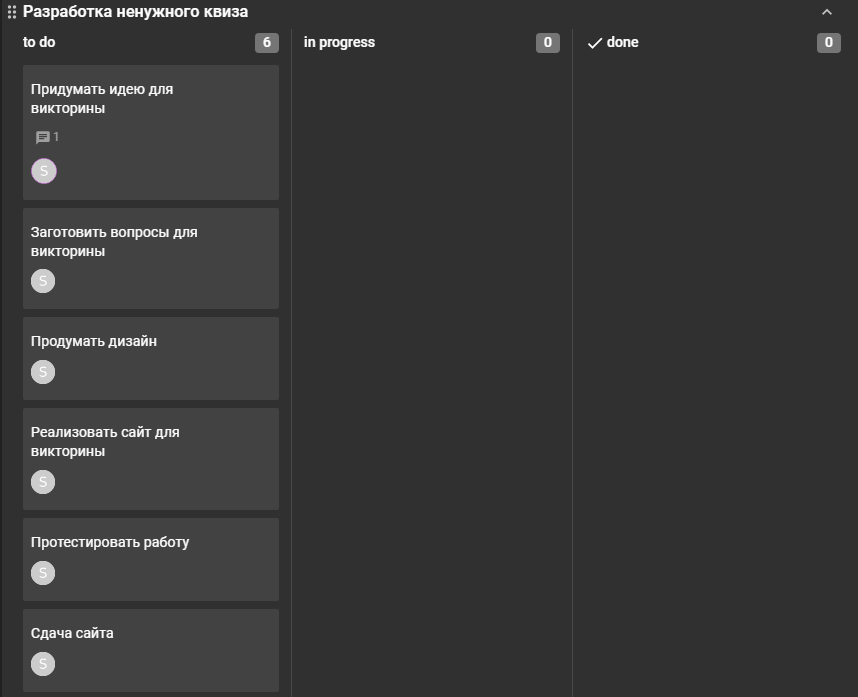 Разработка ненужного квиза
to do 6
in progress 0
done 0
Придумать идею для
викторины
1
S
Заготовить вопросы для
викторины
S
Продумать дизайн
S
Реализовать сайт для
викторины
S
Протестировать работу
S
Сдача сайта
S